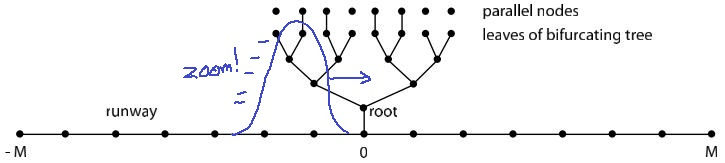 parallel nodes
leaves of bifurcating tree
zoom!
runway
root
- M
0
M